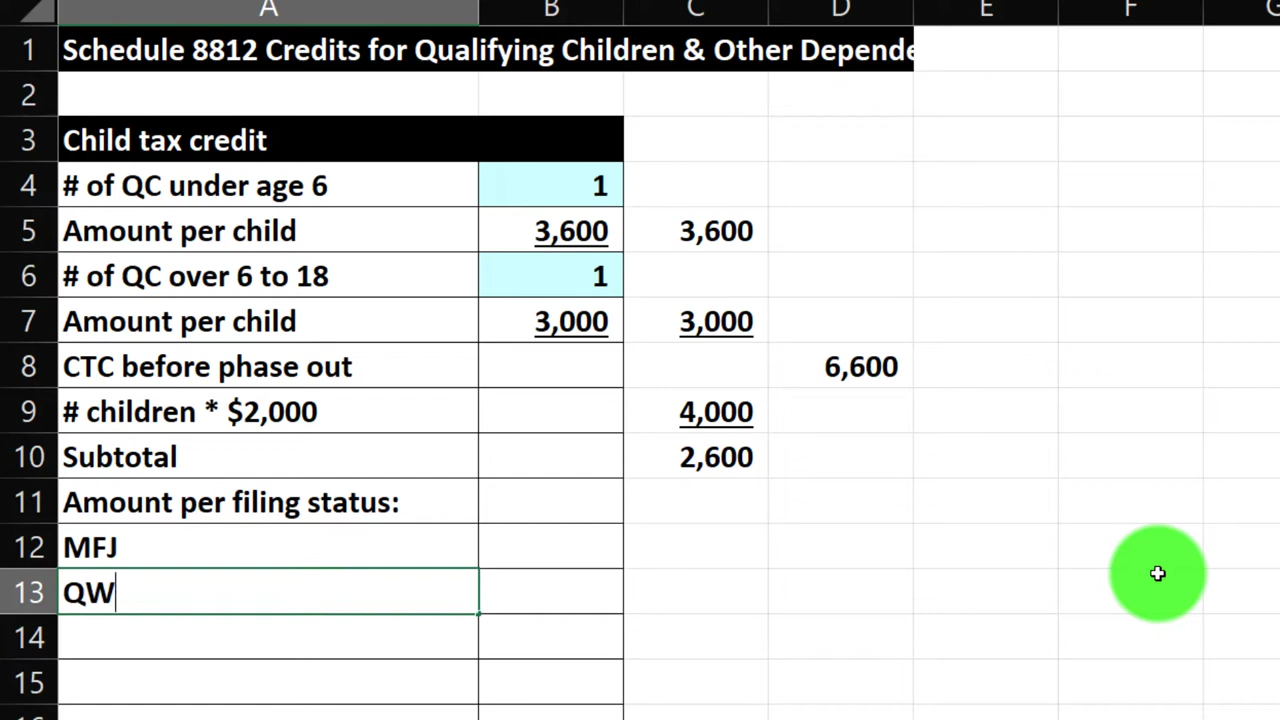 A B C D E F G
1 Schedule 8812 Credits for Qualifying Children & Other Depende
2
3 Child tax credit
4 # of QC under age 6 1
5 Amount per child 3,600 3,600
6 # of QC over 6 to 18 1
7 Amount per child 3,000 3,000
8 CTC before phase out 6,600
9 # children * $2,000 4,000
10 Subtotal 2,600
11 Amount per filing status:
12 MFJ
13 QW
14
15
16